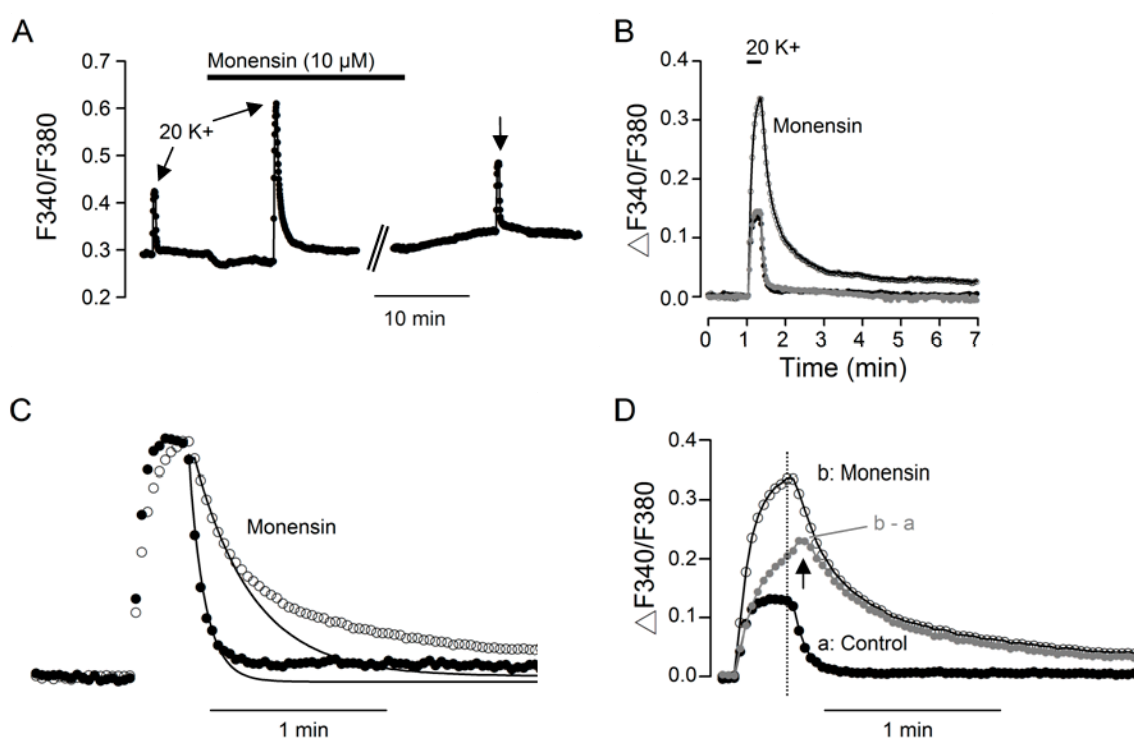 A
Monensin (10 µM)
0.7
0.6
0.5
0.4
0.3
0.2
F340/F380
20 K+
10 min
B
20 K+
0.4
0.3
0.2
0.1
0.0
△F340/F380
Monensin
0 1 2 3 4 5 6 7
Time (min)
C
Monensin
1 min
D
0.4
0.3
0.2
0.1
0.0
△F340/F380
b: Monensin
b - a
a: Control
1 min